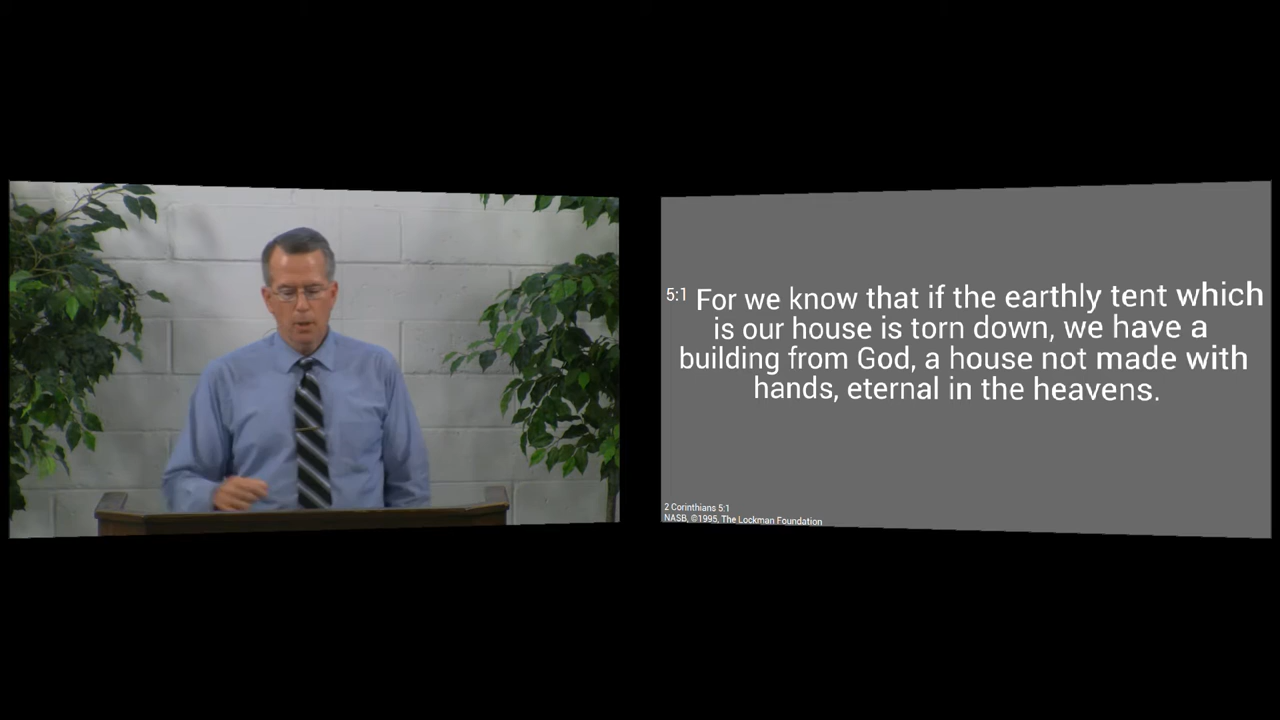 5:1 For we know that if the earthly tent which
is our house is torn down, we have a
building from God, a house not made with
hands, eternal in the heavens.
2 Corinthians 5:1
NASB, ©1995, The Lockman Foundation